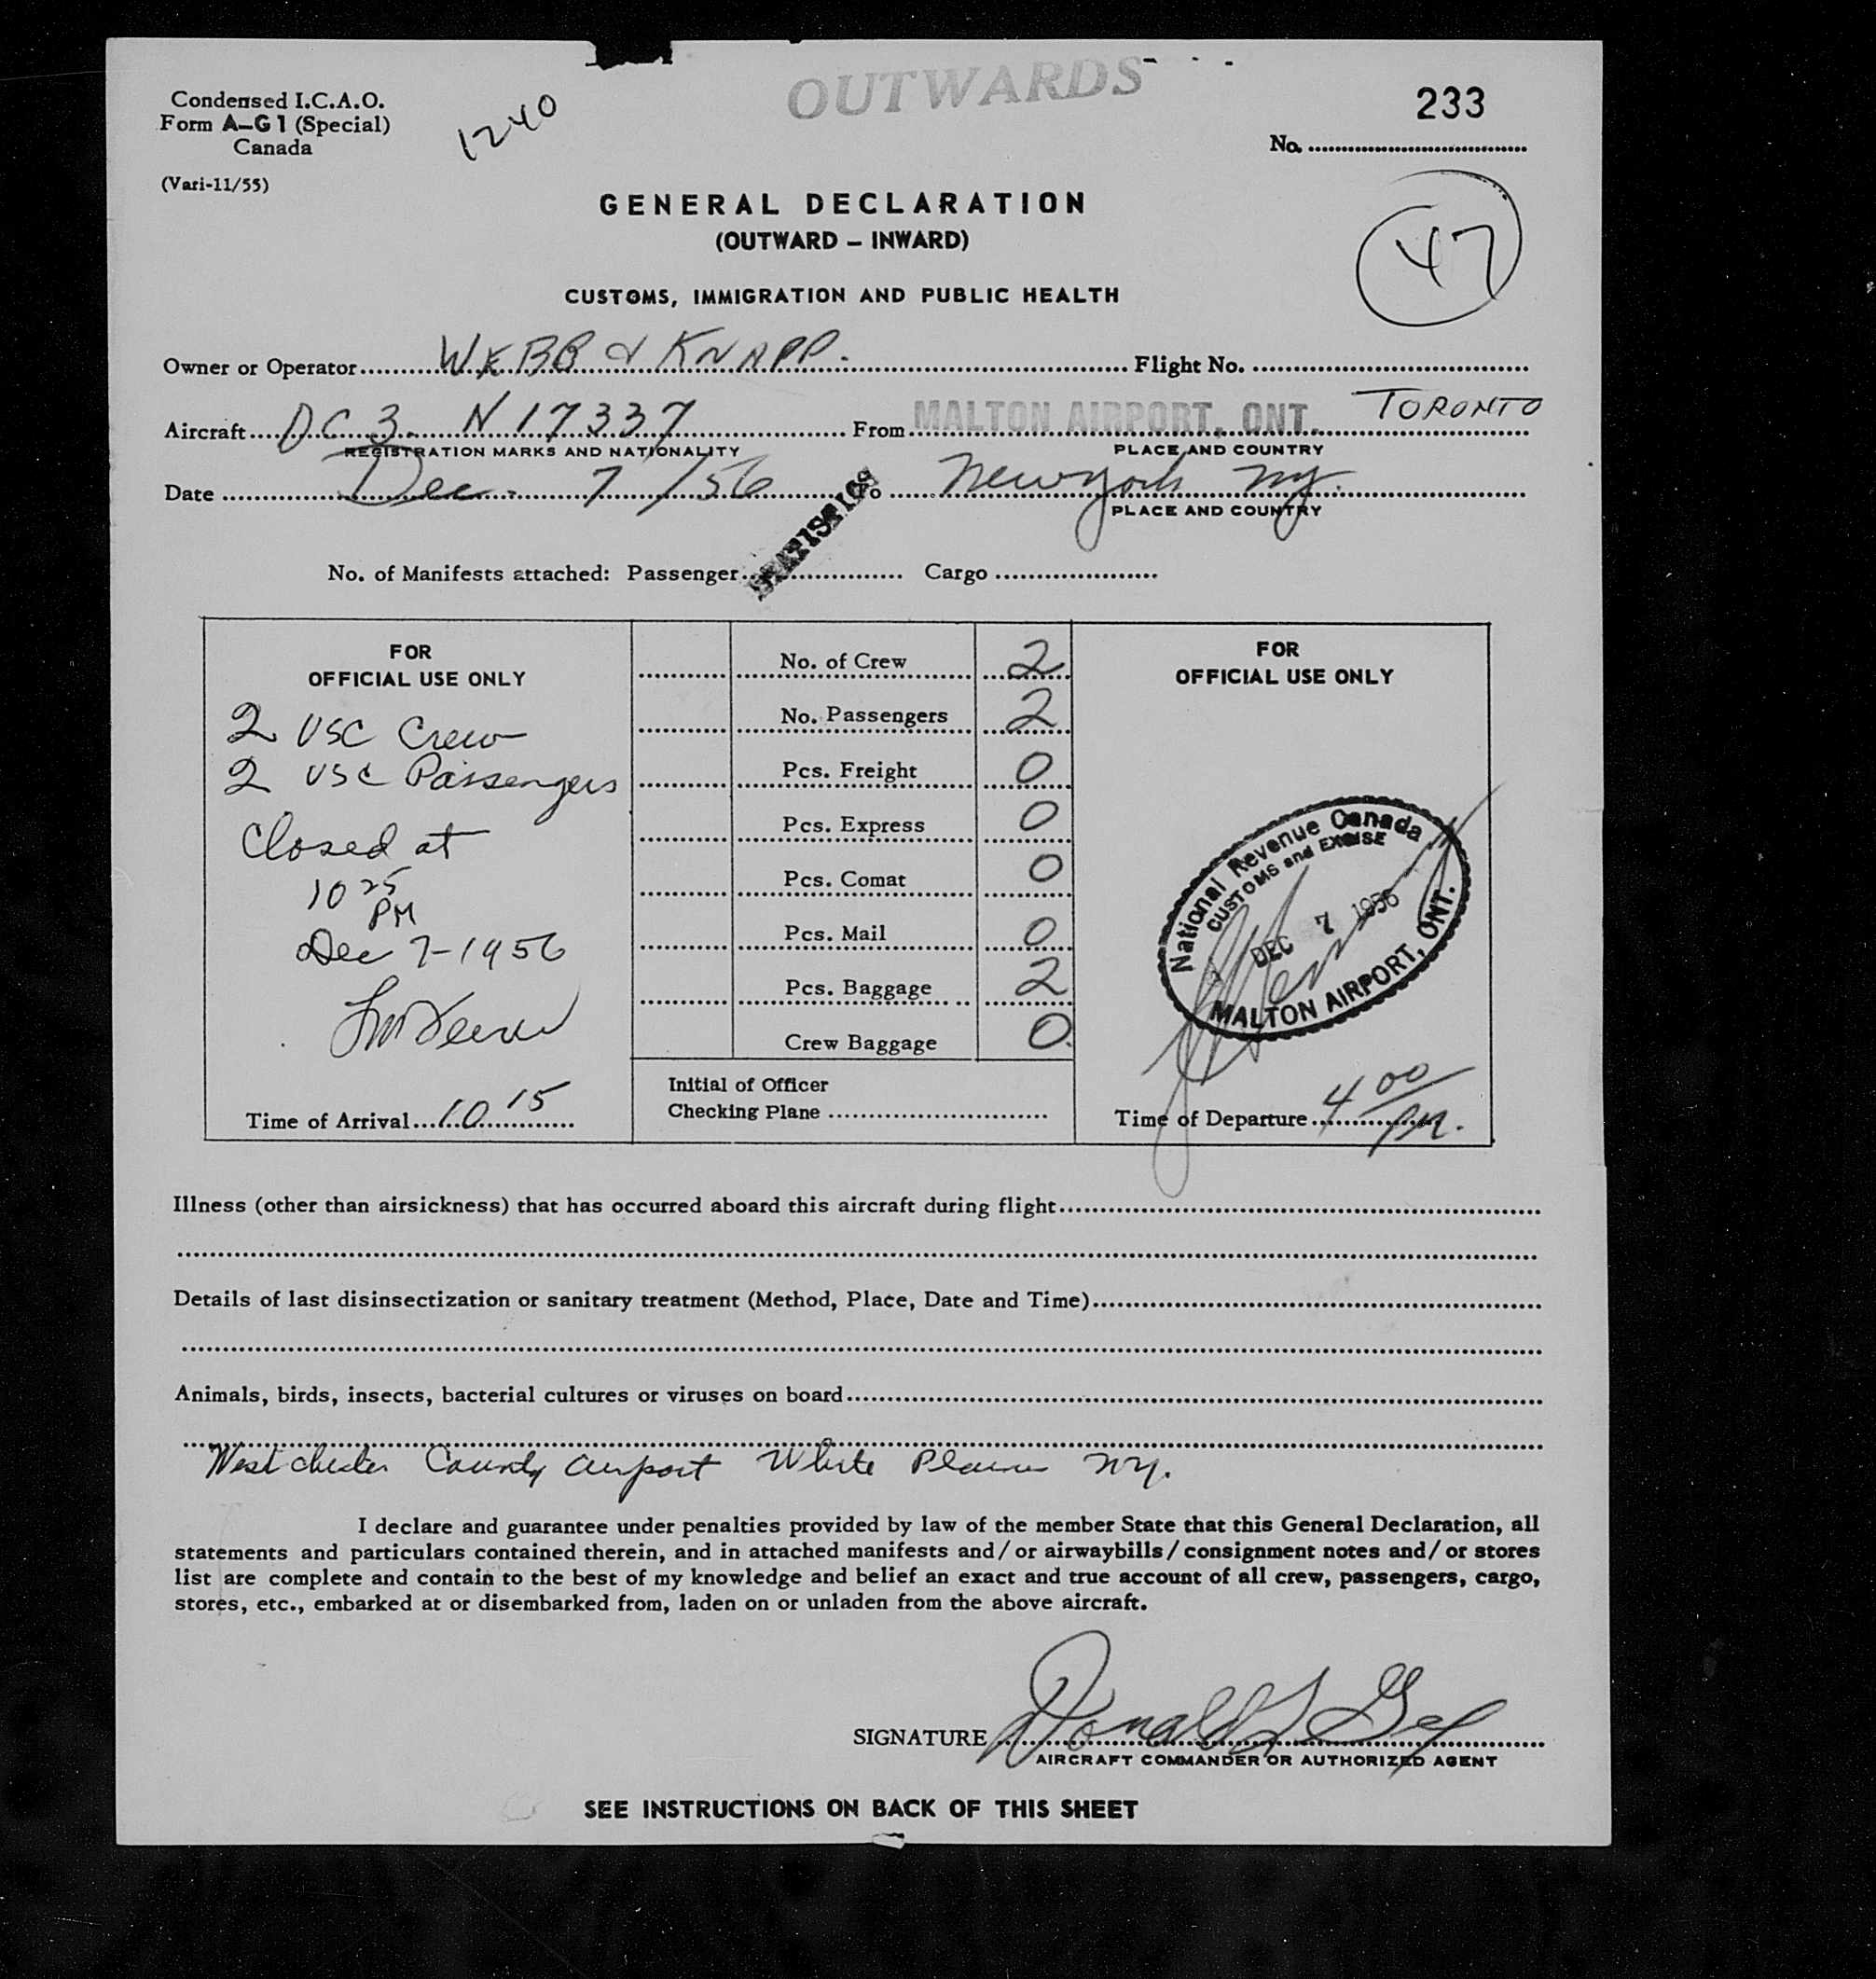 OUTWARDS
Condensed I.C.A.O.
Form A-G1 (Special)
Canada
(Vari-11/55)
1240
233
No.
GENERAL DECLARATION
(OUTWARD – INWARD)
47
CUSTOMS, IMMIGRATION AND PUBLIC HEALTH
Owner or Operator WEBB & KNAPP. Flight No.
Aircraft DC3. N17337 From MALTON AIRPORT, ONT. TORONTO
REGISTRATION MARKS AND NATIONALITY PLACE AND COUNTRY
Date Dec. 7/56 To New york ny.
PLACE AND COUNTRY
STATISTICS
No. of Manifests attached: Passenger Cargo
FOR
OFFICIAL USE ONLY
2 USC Crew
2 USC Passengers
Closed at
10 25
PM
Dec 7-1956
Time of Arrival 10 15
No. of Crew 2
No. Passengers 2
Pcs. Freight 0
Pcs. Express 0
Pcs. Comat 0
Pcs. Mail 0
Pcs. Baggage 2
Crew Baggage 0
Initial of Officer
Checking Plane
FOR
OFFICIAL USE ONLY
National Revenue Canada
CUSTOMS and EXCISE
DEC 7 1956
MALTON AIRPORT, ONT.
Time of Departure 4 00 PM.
Illness (other than airsickness) that has occurred aboard this aircraft during flight
Details of last disinsectization or sanitary treatment (Method, Place, Date and Time)
Animals, birds, insects, bacterial cultures or viruses on board
Westchester County airport White Plains NY.
I declare and guarantee under penalties provided by law of the member State that this General Declaration, all
statements and particulars contained therein, and in attached manifests and/or airwaybills/consignment notes and/or stores
list are complete and contain to the best of my knowledge and belief an exact and true account of all crew, passengers, cargo,
stores, etc., embarked at or disembarked from, laden on or unladen from the above aircraft.
SIGNATURE Donald
AIRCRAFT COMMANDER OR AUTHORIZED AGENT
SEE INSTRUCTIONS ON BACK OF THIS SHEET